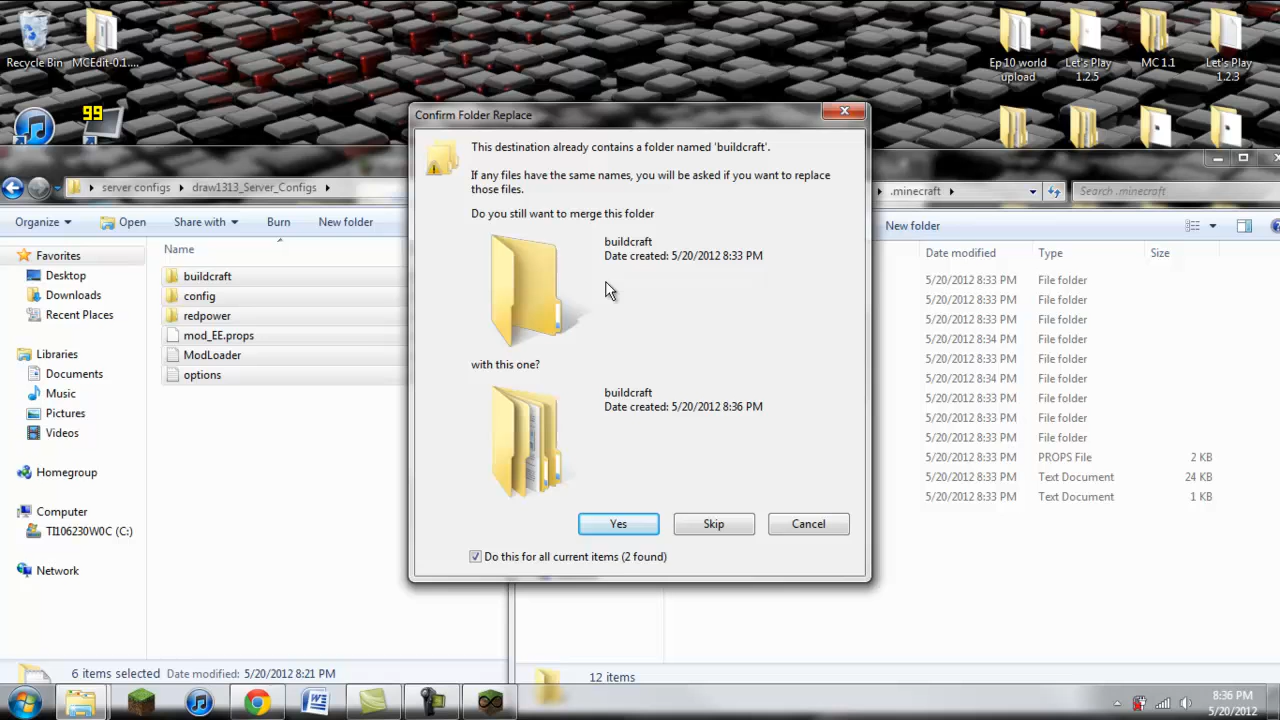 Recycle Bin
MCEdit-0.1....
Ep 10 world
upload
Let's Play
1.2.5
MC 1.1
Let's Play
1.2.3
99
server configs
draw1313_Server_Configs
Organize
Open
Share with
Burn
New folder
Favorites
Desktop
Downloads
Recent Places
Libraries
Documents
Music
Pictures
Videos
Homegroup
Computer
TI106230W0C (C:)
Network
Name
buildcraft
config
redpower
mod_EE.props
ModLoader
options
6 items selected Date modified: 5/20/2012 8:21 PM
Confirm Folder Replace
This destination already contains a folder named 'buildcraft'.
If any files have the same names, you will be asked if you want to replace
those files.
Do you still want to merge this folder
buildcraft
Date created: 5/20/2012 8:33 PM
with this one?
buildcraft
Date created: 5/20/2012 8:36 PM
Yes
Skip
Cancel
Do this for all current items (2 found)
.minecraft
Search .minecraft
New folder
Date modified Type Size
5/20/2012 8:33 PM File folder
5/20/2012 8:33 PM File folder
5/20/2012 8:33 PM File folder
5/20/2012 8:34 PM File folder
5/20/2012 8:33 PM File folder
5/20/2012 8:34 PM File folder
5/20/2012 8:33 PM File folder
5/20/2012 8:33 PM File folder
5/20/2012 8:33 PM File folder
5/20/2012 8:33 PM PROPS File 2 KB
5/20/2012 8:33 PM Text Document 24 KB
5/20/2012 8:33 PM Text Document 1 KB
12 items
8:36 PM
5/20/2012